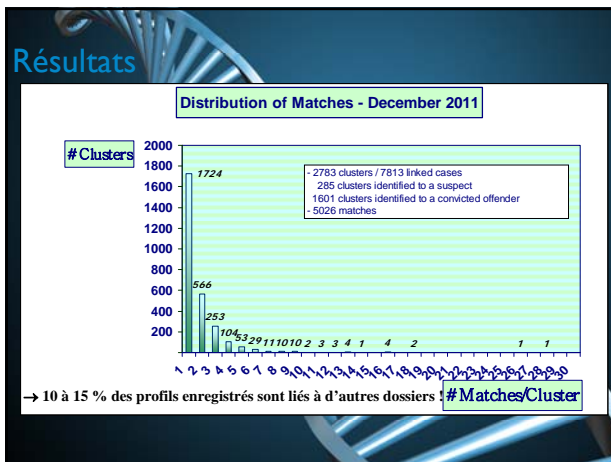 Résultats
Distribution of Matches - December 2011
# Clusters
2000
1800
1600
1400
1200
1000
800
600
400
200
- 2783 clusters / 7813 linked cases
285 clusters identified to a suspect
1601 clusters identified to a convicted offender
- 5026 matches
1724
566
253
104 53 29 11 10 10 2 3 3 4 1 4 2 1 1
1 2 3 4 5 6 7 8 9 10 11 12 13 14 15 16 17 18 19 20 21 22 23 24 25 26 27 28 29 30
→ 10 à 15 % des profils enregistrés sont liés à d'autres dossiers !
# Matches/Cluster